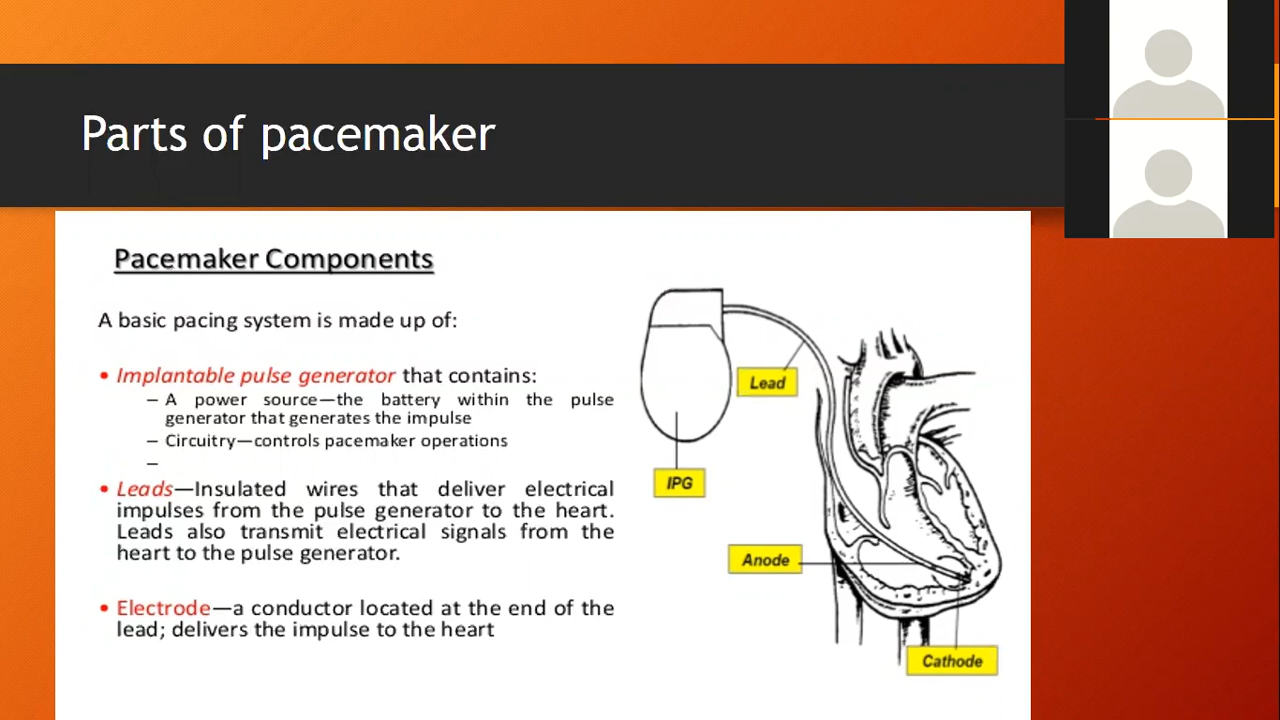 Parts of pacemaker
Pacemaker Components
A basic pacing system is made up of:
• Implantable pulse generator that contains:
– A power source—the battery within the pulse
generator that generates the impulse
– Circuitry—controls pacemaker operations
–
• Leads—Insulated wires that deliver electrical
impulses from the pulse generator to the heart.
Leads also transmit electrical signals from the
heart to the pulse generator.
• Electrode—a conductor located at the end of the
lead; delivers the impulse to the heart
Lead
IPG
Anode
Cathode